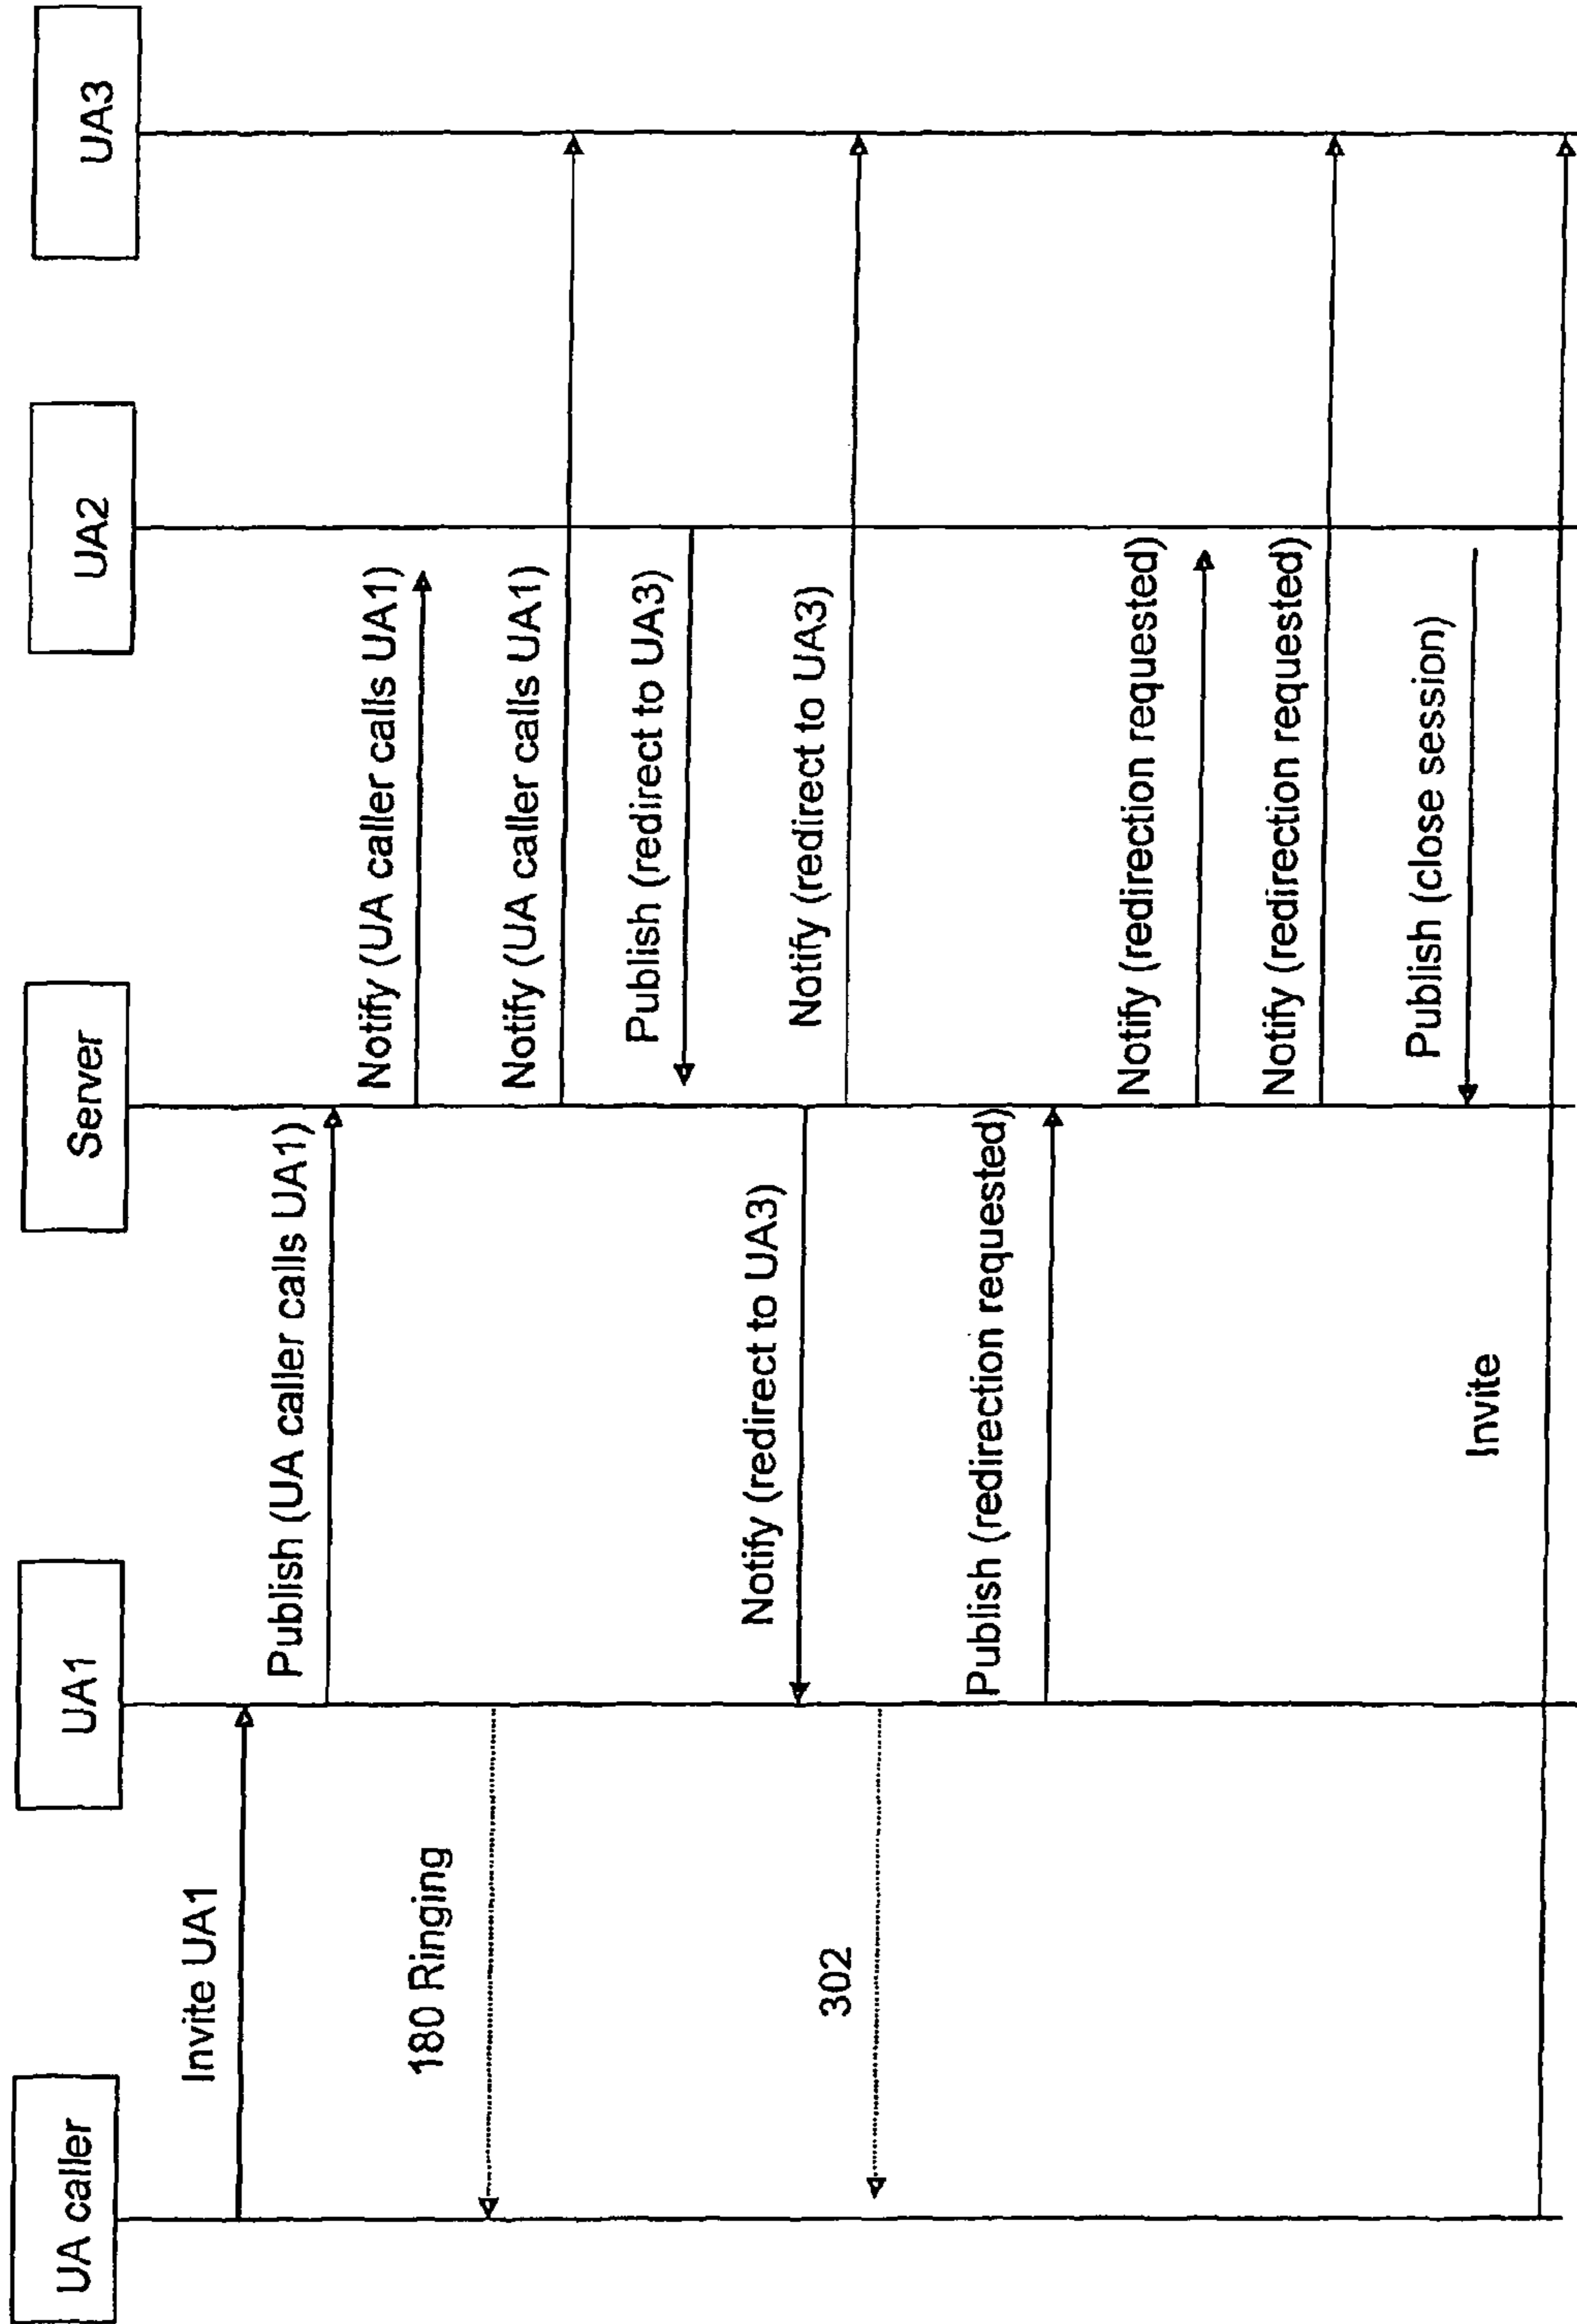 UA caller
UA1
Server
UA2
UA3
Invite UA1
Publish (UA caller calls UA1)
Notify (UA caller calls UA1)
180 Ringing
Notify (UA caller calls UA1)
Publish (redirect to UA3)
Notify (redirect to UA3)
Notify (redirect to UA3)
302
Publish (redirection requested)
Notify (redirection requested)
Notify (redirection requested)
Publish (close session)
Invite